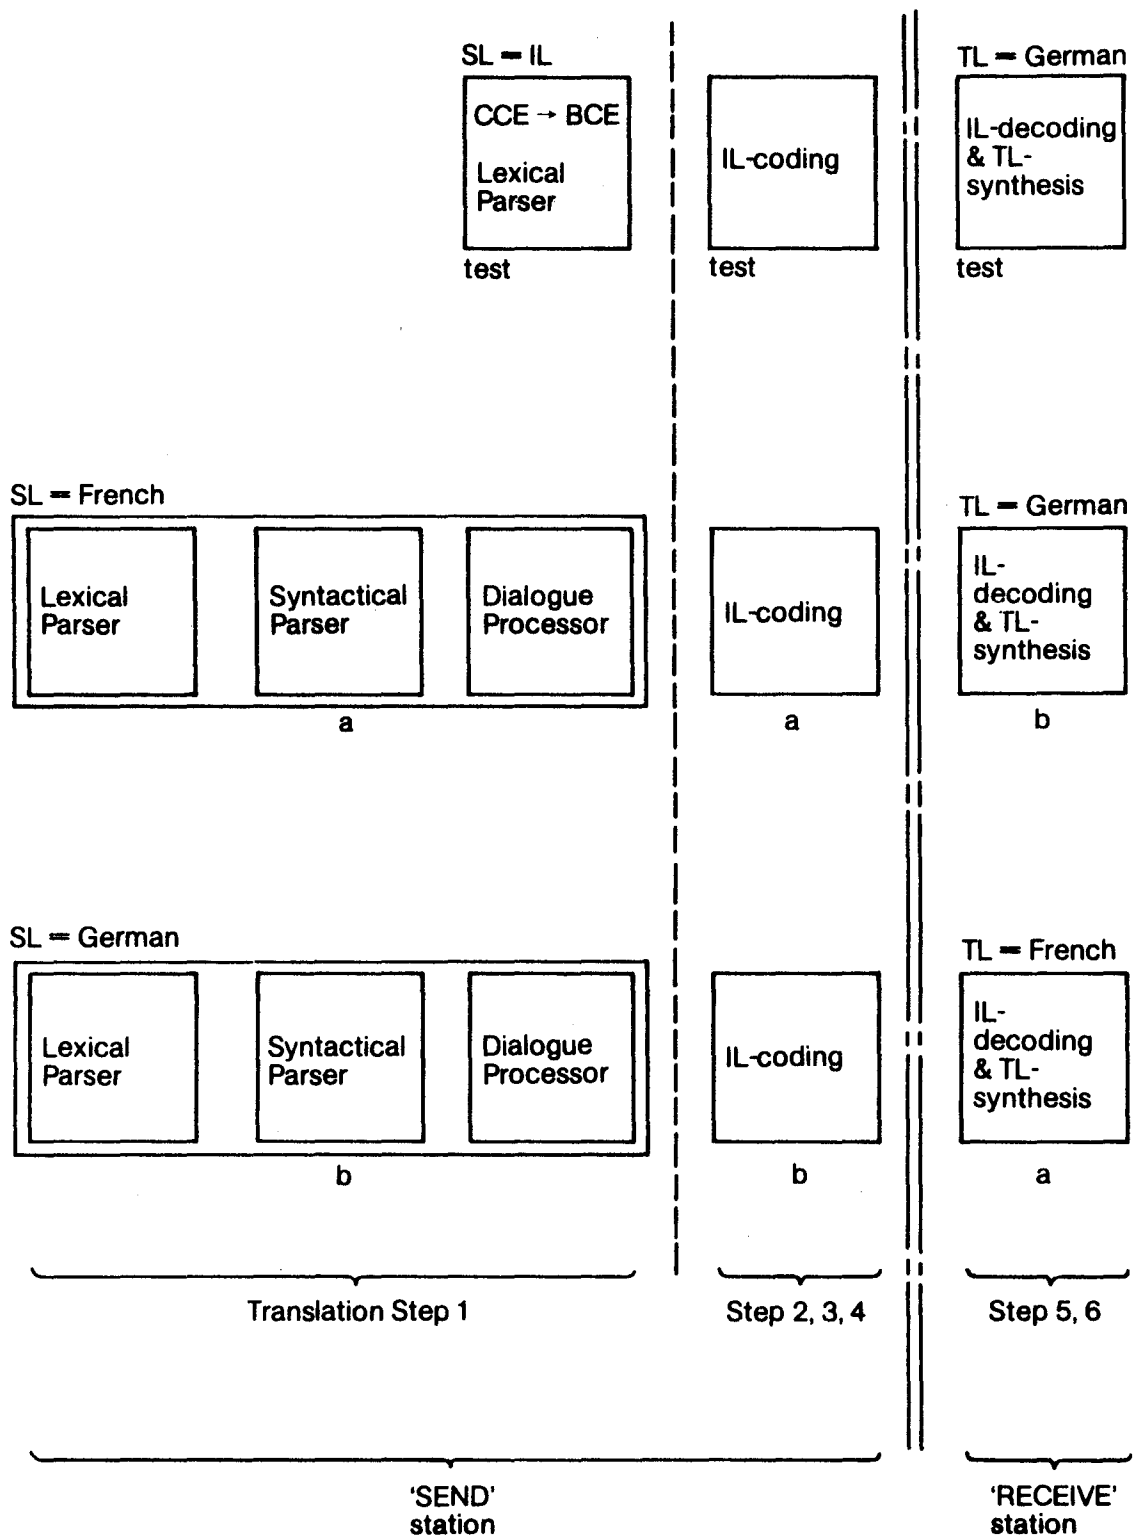 SL = IL
CCE → BCE
Lexical
Parser
test
IL-coding
test
TL = German
IL-decoding
& TL-
synthesis
test
SL = French
Lexical
Parser
Syntactical
Parser
Dialogue
Processor
a
IL-coding
a
TL = German
IL-
decoding
& TL-
synthesis
b
SL = German
Lexical
Parser
Syntactical
Parser
Dialogue
Processor
b
IL-coding
b
TL = French
IL-
decoding
& TL-
synthesis
a
Translation Step 1
Step 2, 3, 4
Step 5, 6
'SEND'
station
'RECEIVE'
station